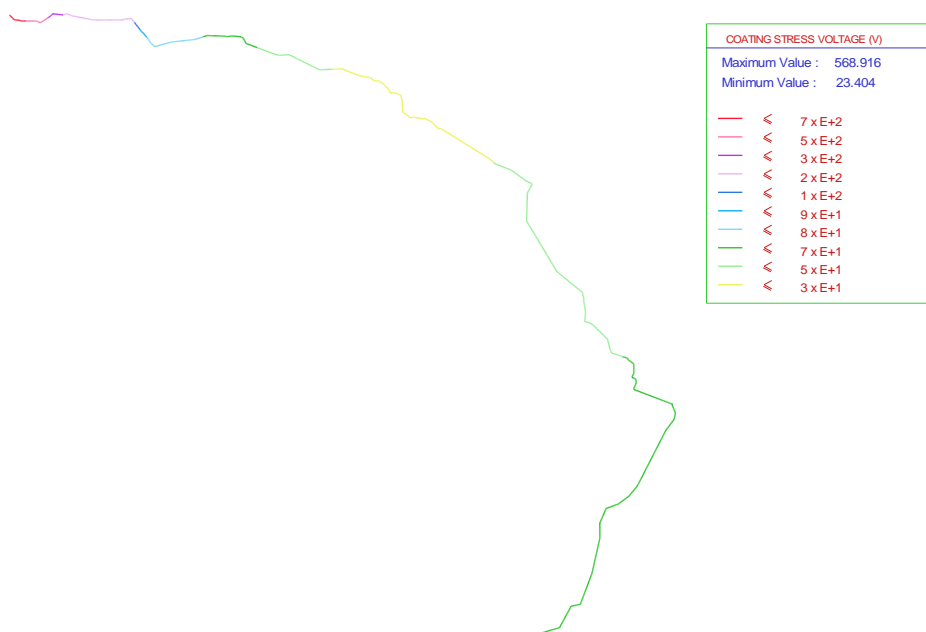 COATING STRESS VOLTAGE (V)
Maximum Value : 568.916
Minimum Value : 23.404
⩽ 7 x E+2
⩽ 5 x E+2
⩽ 3 x E+2
⩽ 2 x E+2
⩽ 1 x E+2
⩽ 9 x E+1
⩽ 8 x E+1
⩽ 7 x E+1
⩽ 5 x E+1
⩽ 3 x E+1